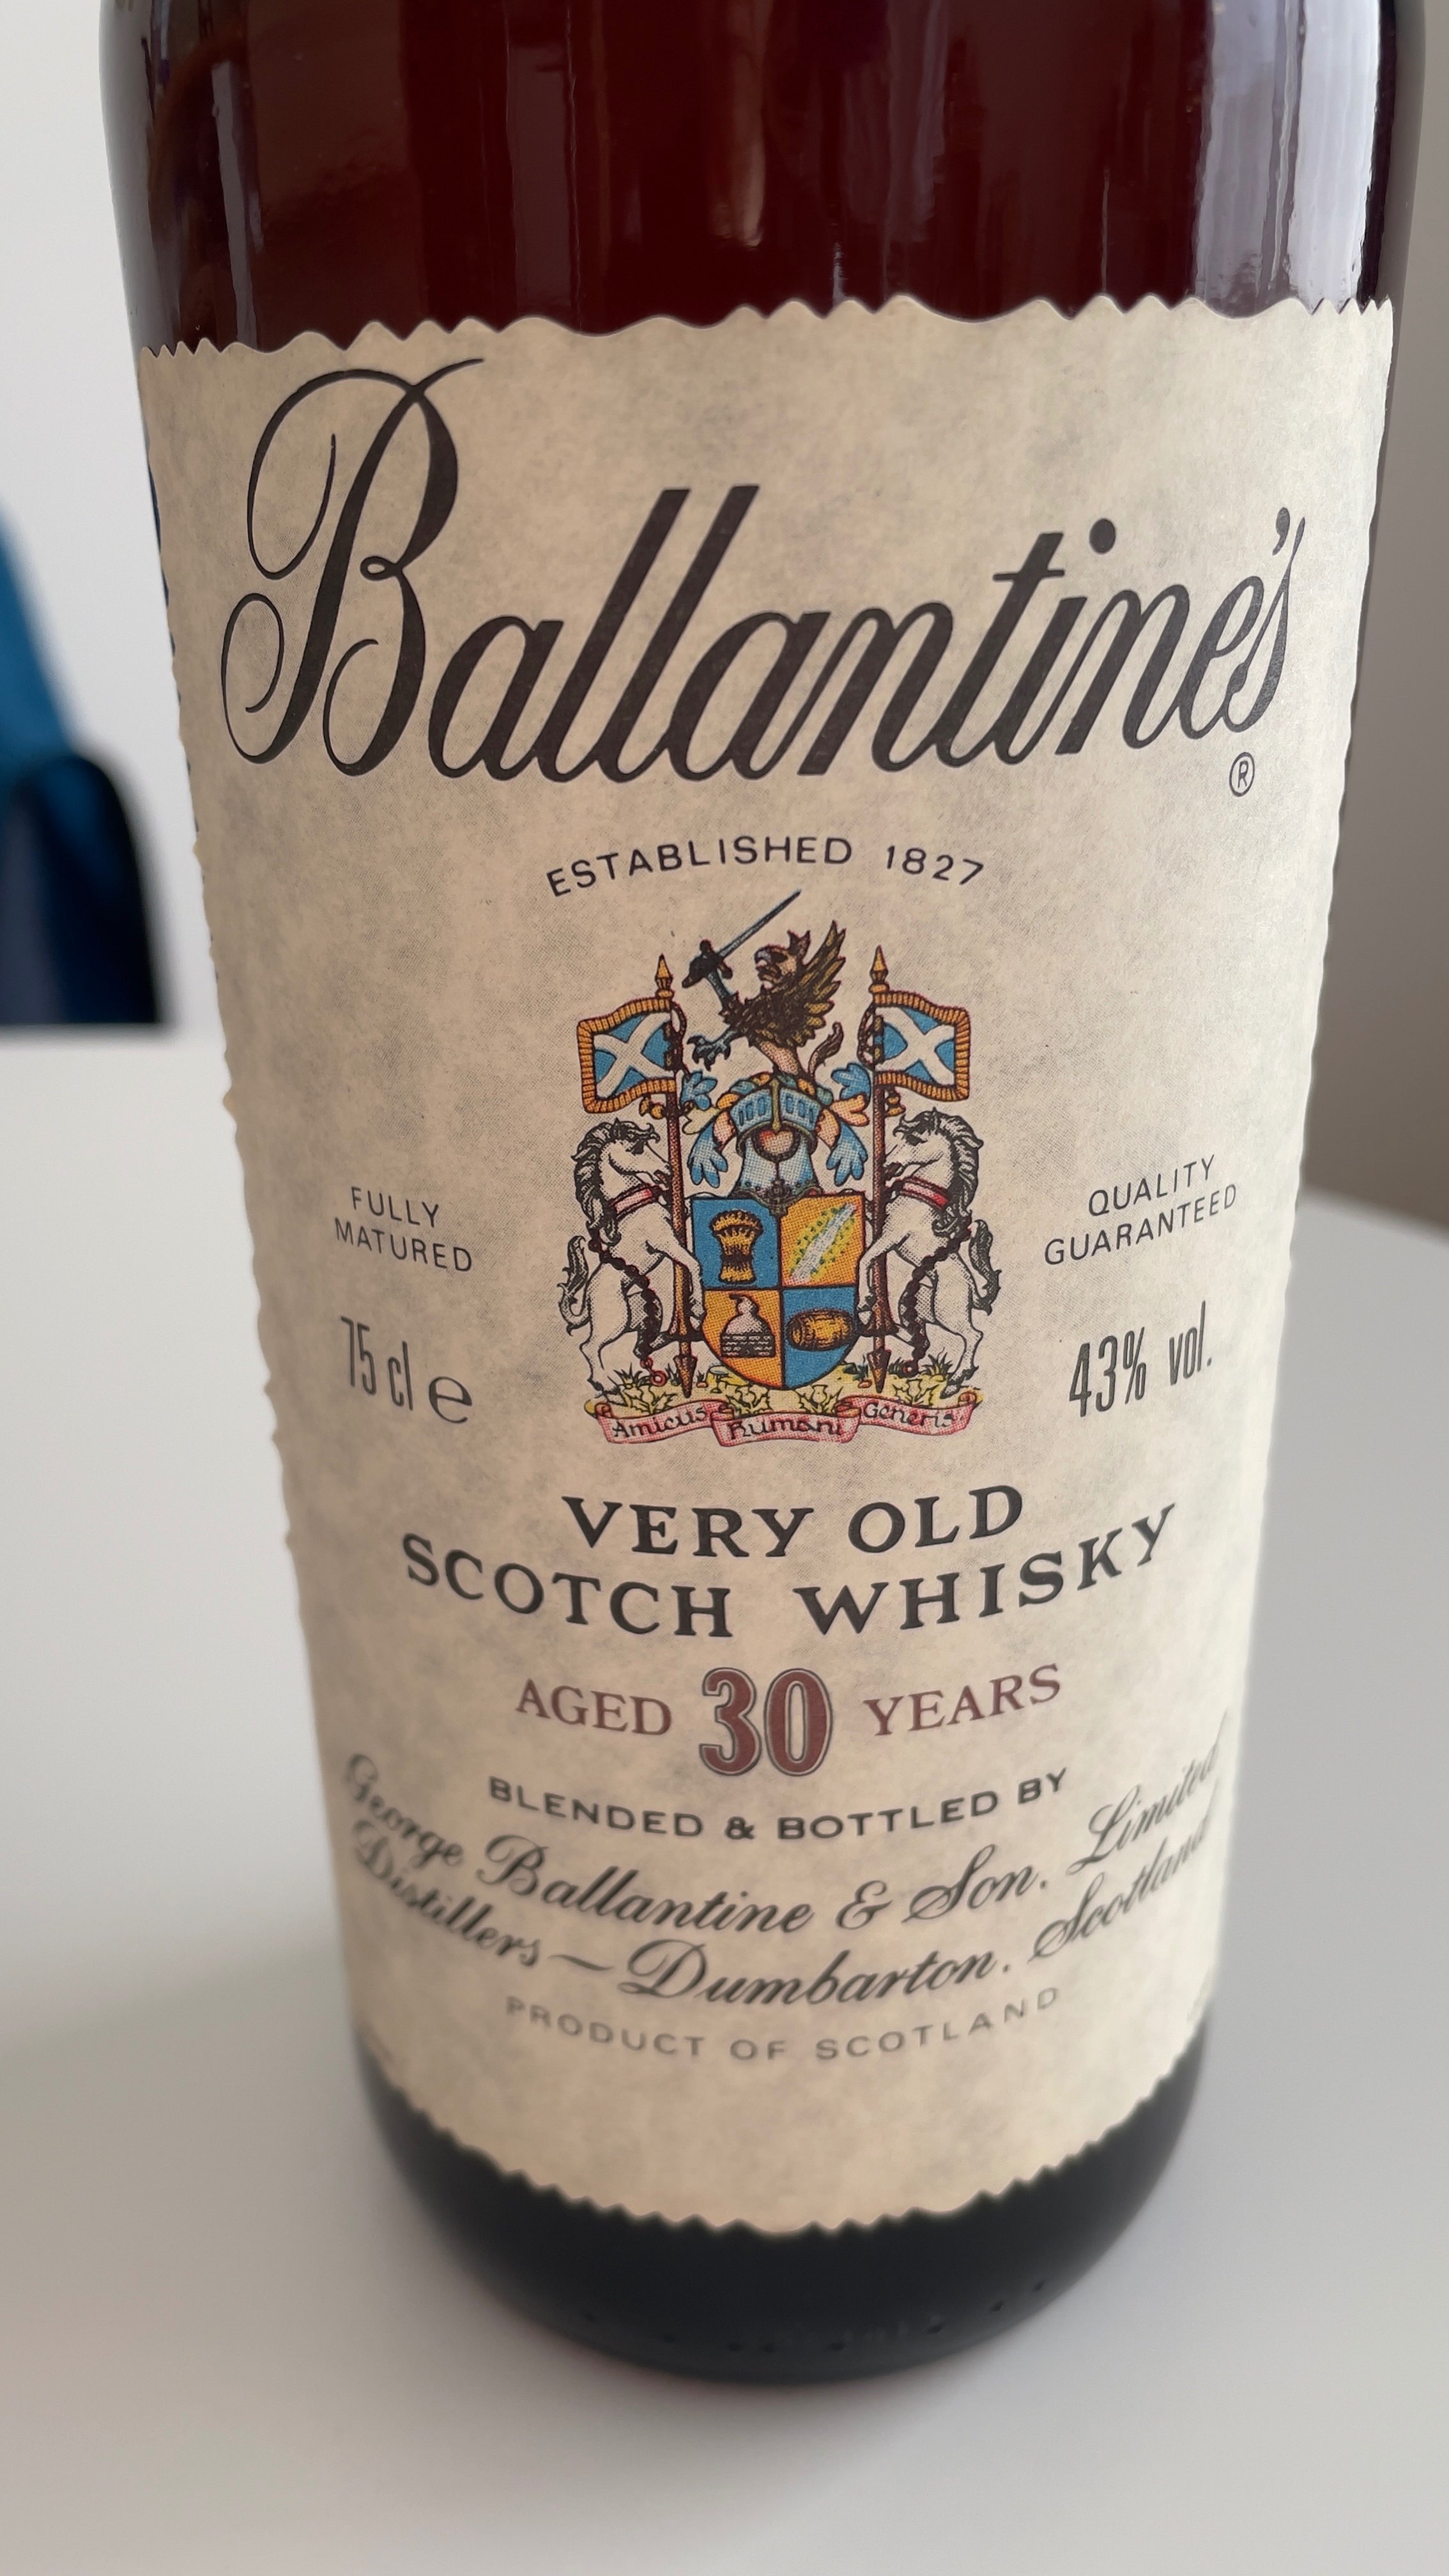 Ballantine's
®
ESTABLISHED 1827
FULLY
MATURED
QUALITY
GUARANTEED
75 cl e
43% vol.
Amicus Humani Generis
VERY OLD
SCOTCH WHISKY
AGED 30 YEARS
BLENDED & BOTTLED BY
George Ballantine & Son. Limited
Distillers — Dumbarton. Scotland
PRODUCT OF SCOTLAND